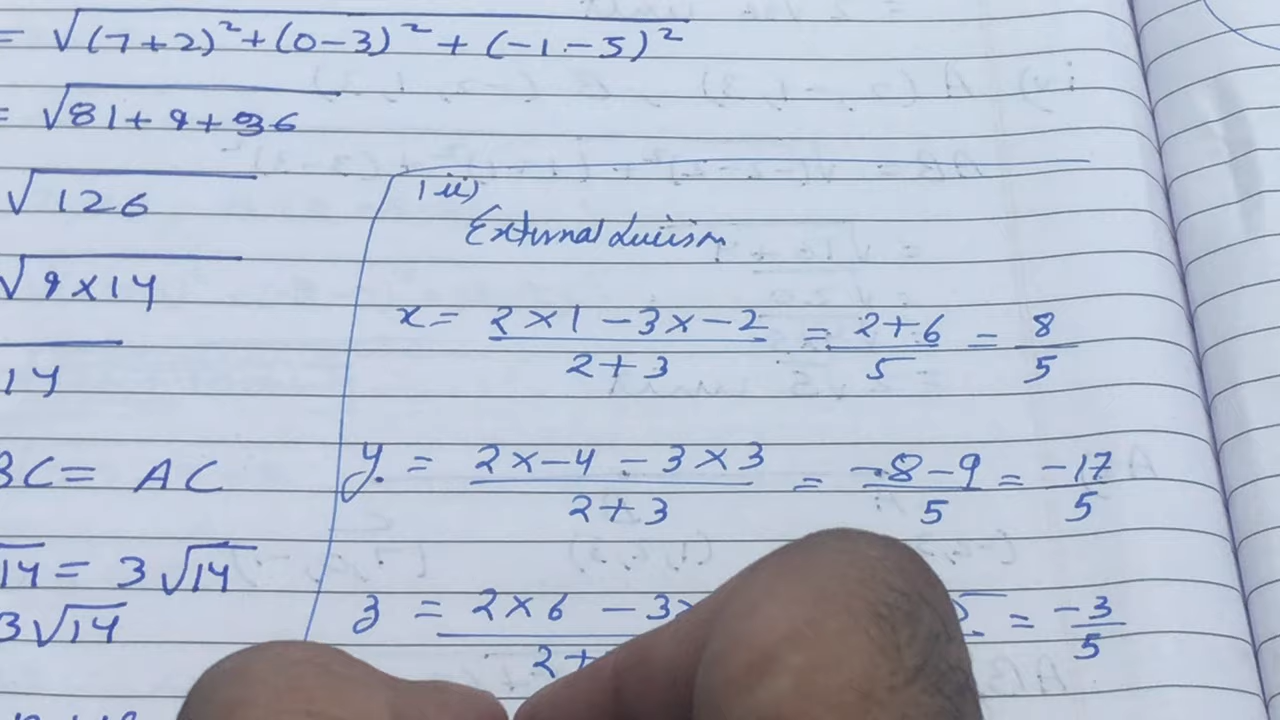 = √(7+2)² + (0-3)² + (-1-5)²
= √81+9+36
√126
√9×14
14
BC = AC
√14 = 3√14
3√14
ii)
External
x = 2×1-3×-2 / 2+3 = 2+6 / 5 = 8/5
y = 2×-4-3×3 / 2+3 = -8-9 / 5 = -17/5
z = 2×6-3× / 2+ = -3/5